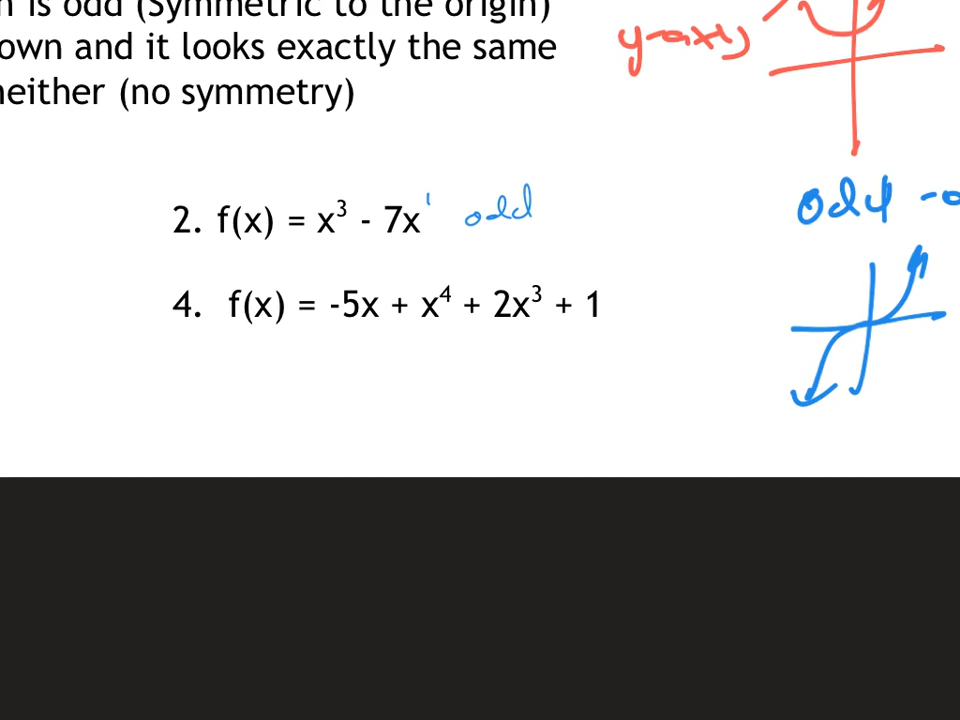 n is odd (Symmetric to the origin)
own and it looks exactly the same
neither (no symmetry)
y-axis
2. f(x) = x³ - 7x¹ odd
odd -o
4. f(x) = -5x + x⁴ + 2x³ + 1